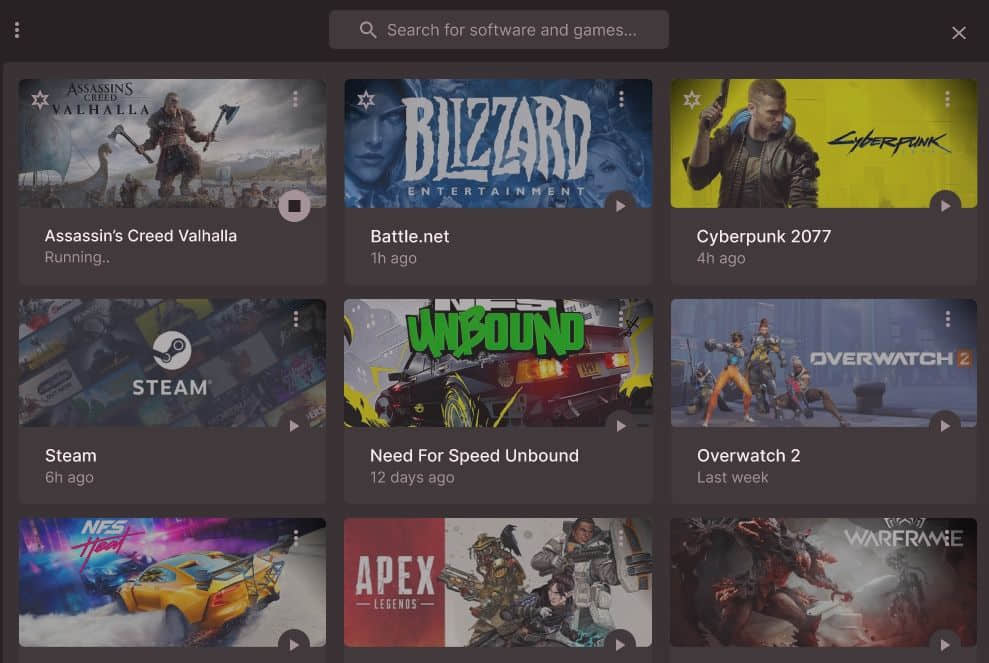 Search for software and games...
ASSASSIN'S
CREED
VALHALLA
BLIZZARD
ENTERTAINMENT
CYBERPUNK
Assassin's Creed Valhalla
Running..
Battle.net
1h ago
Cyberpunk 2077
4h ago
STEAM
NFS
UNBOUND
OVERWATCH 2
Steam
6h ago
Need For Speed Unbound
12 days ago
Overwatch 2
Last week
NFS
Heat
APEX
LEGENDS
WARFRAME